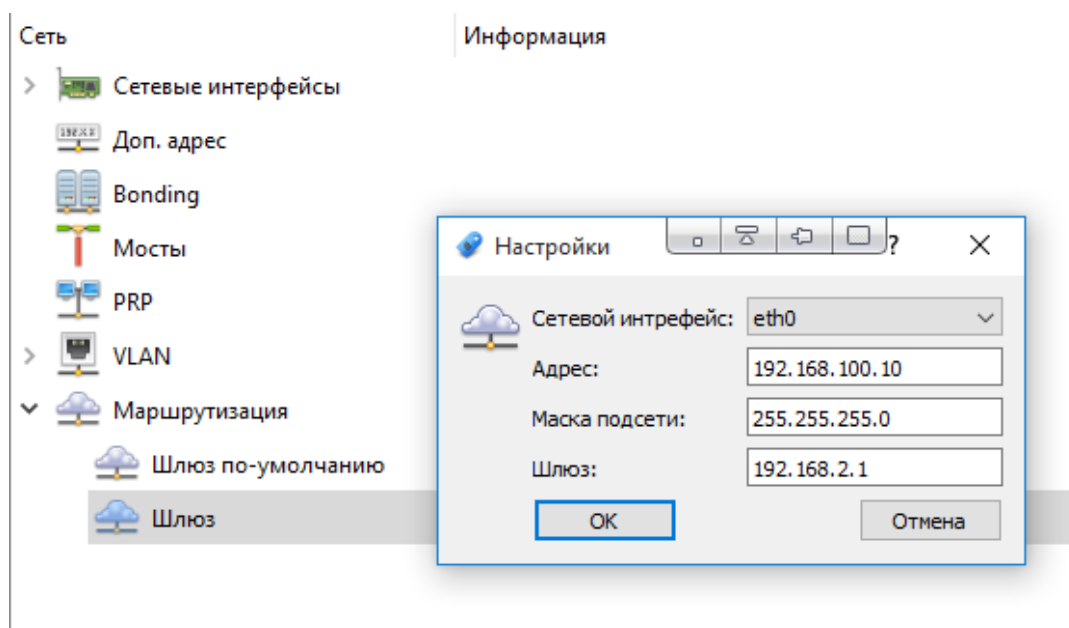 Сеть Информация
Сетевые интерфейсы
192.X.X
Доп. адрес
Bonding
Мосты
PRP
VLAN
Маршрутизация
Шлюз по-умолчанию
Шлюз
Настройки ?
Сетевой интрефейс: eth0
Адрес: 192.168.100.10
Маска подсети: 255.255.255.0
Шлюз: 192.168.2.1
OK Отмена